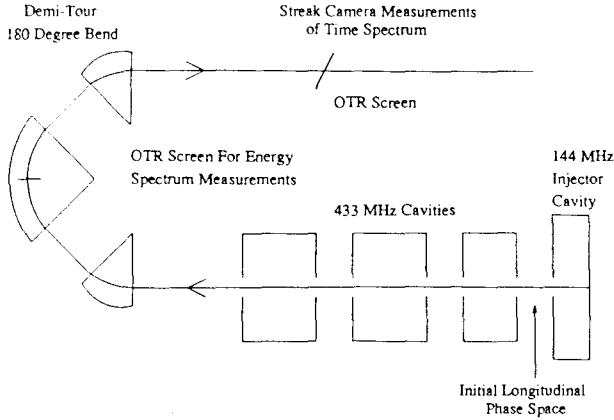 Demi-Tour
180 Degree Bend
Streak Camera Measurements
of Time Spectrum
OTR Screen
OTR Screen For Energy
Spectrum Measurements
144 MHz
Injector
Cavity
433 MHz Cavities
Initial Longitudinal
Phase Space